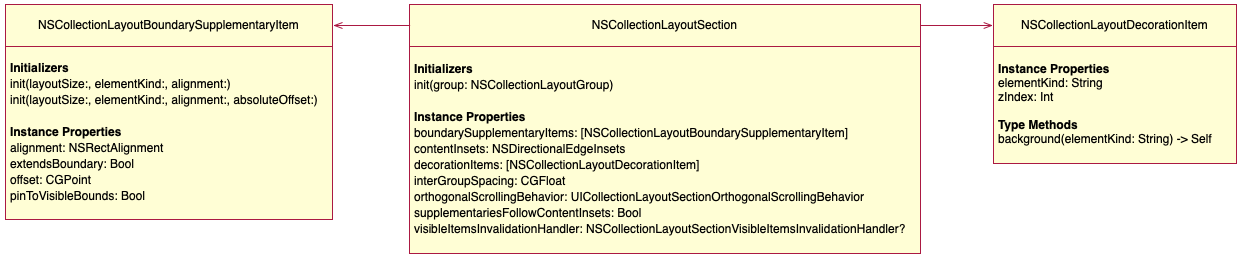 NSCollectionLayoutBoundarySupplementaryItem
Initializers
init(layoutSize:, elementKind:, alignment:)
init(layoutSize:, elementKind:, alignment:, absoluteOffset:)
Instance Properties
alignment: NSRectAlignment
extendsBoundary: Bool
offset: CGPoint
pinToVisibleBounds: Bool
NSCollectionLayoutSection
Initializers
init(group: NSCollectionLayoutGroup)
Instance Properties
boundarySupplementaryItems: [NSCollectionLayoutBoundarySupplementaryItem]
contentInsets: NSDirectionalEdgeInsets
decorationItems: [NSCollectionLayoutDecorationItem]
interGroupSpacing: CGFloat
orthogonalScrollingBehavior: UICollectionLayoutSectionOrthogonalScrollingBehavior
supplementariesFollowContentInsets: Bool
visibleItemsInvalidationHandler: NSCollectionLayoutSectionVisibleItemsInvalidationHandler?
NSCollectionLayoutDecorationItem
Instance Properties
elementKind: String
zIndex: Int
Type Methods
background(elementKind: String) -> Self